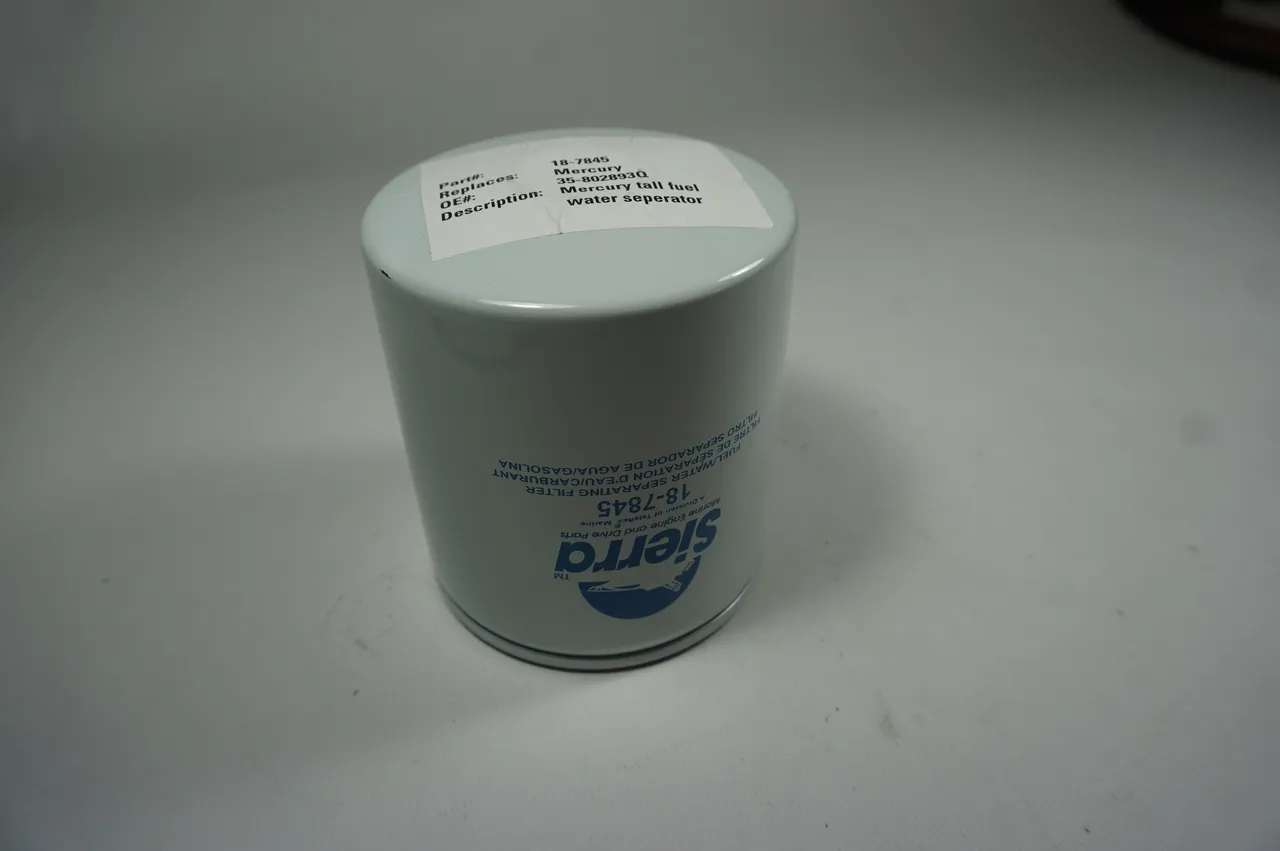 Part#: 18-7845
Replaces: Mercury
OE#: 35-802893Q
Description: Mercury tall fuel
water seperator
TM
Sierra
Marine Engine and Drive Parts
A Division of Teleflex® Marine
18-7845
FUEL/WATER SEPARATING FILTER
FILTRE DE SEPARATION D'EAU/CARBURANT
FILTRO SEPARADOR DE AGUA/GASOLINA